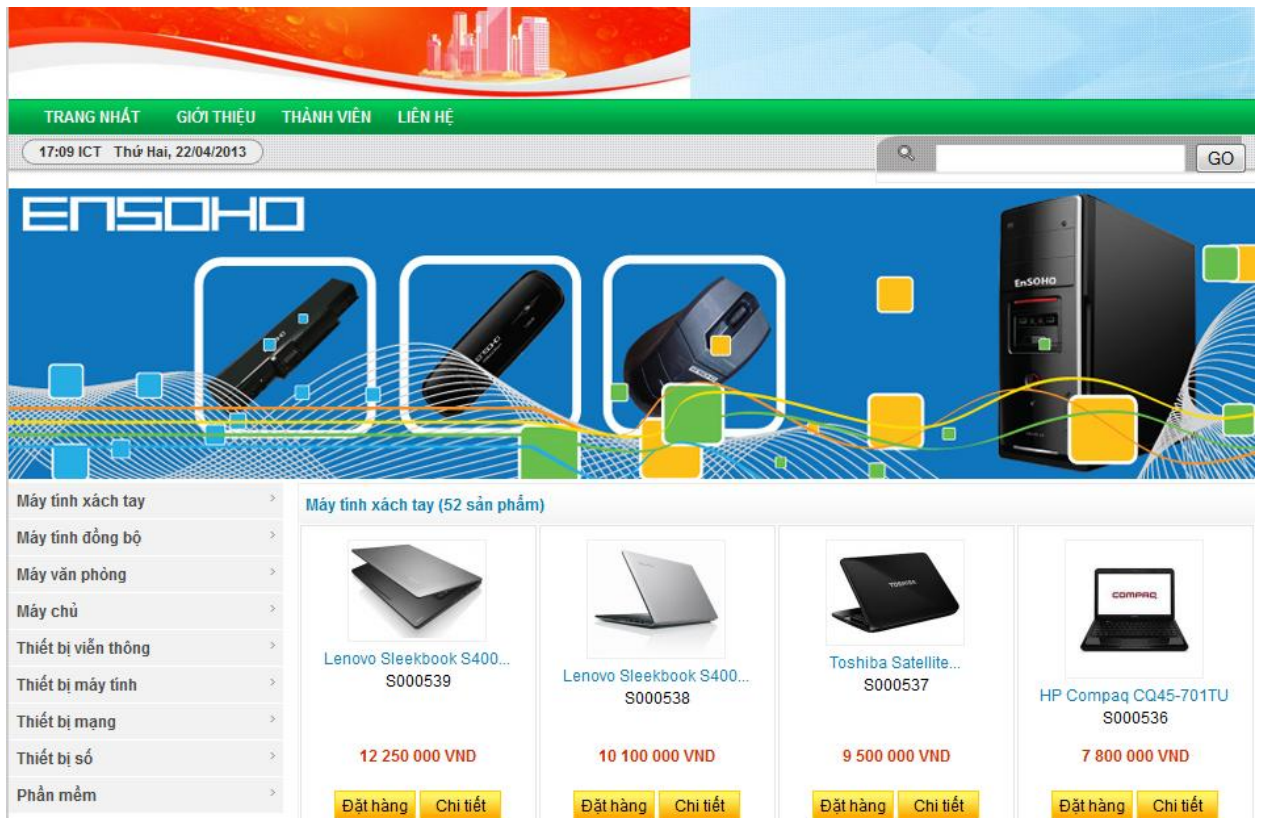 TRANG NHẤT GIỚI THIỆU THÀNH VIÊN LIÊN HỆ
17:09 ICT Thứ Hai, 22/04/2013
GO
ENSOHO
EnSOHO
Máy tính xách tay
Máy tính đồng bộ
Máy văn phòng
Máy chủ
Thiết bị viễn thông
Thiết bị máy tính
Thiết bị mạng
Thiết bị số
Phần mềm
Máy tính xách tay (52 sản phẩm)
TOSHIBA
COMPAQ
Lenovo Sleekbook S400...
S000539
12 250 000 VND
Đặt hàng Chi tiết
Lenovo Sleekbook S400...
S000538
10 100 000 VND
Đặt hàng Chi tiết
Toshiba Satellite...
S000537
9 500 000 VND
Đặt hàng Chi tiết
HP Compaq CQ45-701TU
S000536
7 800 000 VND
Đặt hàng Chi tiết